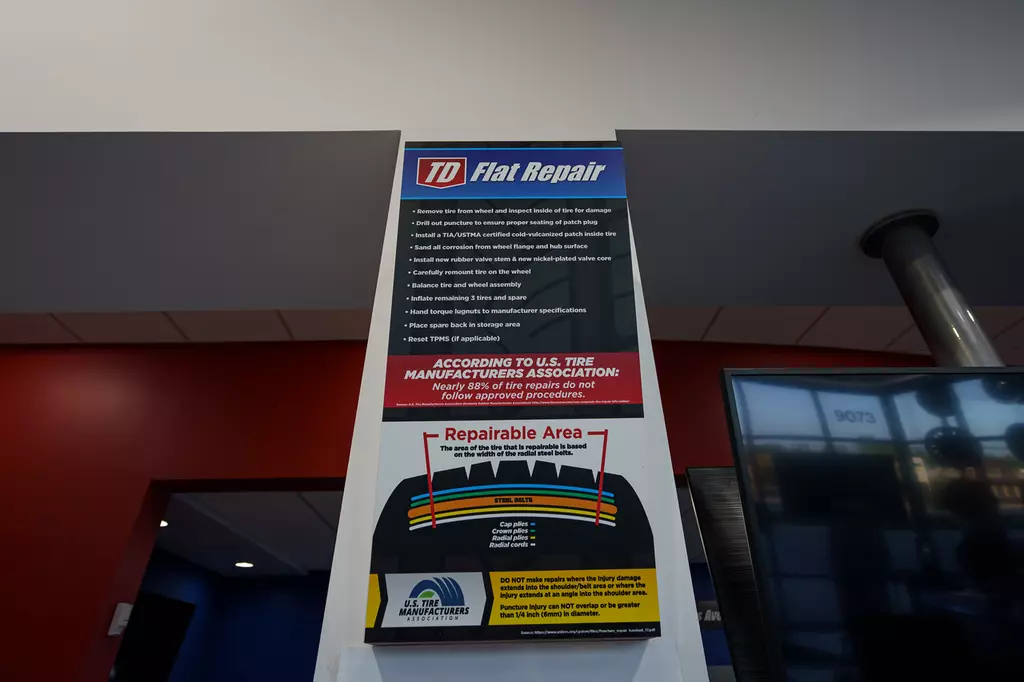 TD Flat Repair
• Remove tire from wheel and inspect inside of tire for damage
• Drill out puncture to ensure proper seating of patch plug
• Install a TIA/USTMA certified cold-vulcanized patch inside tire
• Sand all corrosion from wheel flange and hub surface
• Install new rubber valve stem & new nickel-plated valve core
• Carefully remount tire on the wheel
• Balance tire and wheel assembly
• Inflate remaining 3 tires and spare
• Hand torque lugnuts to manufacturer specifications
• Place spare back in storage area
• Reset TPMS (if applicable)
ACCORDING TO U.S. TIRE
MANUFACTURERS ASSOCIATION:
Nearly 88% of tire repairs do not
follow approved procedures.
Repairable Area
The area of the tire that is repairable is based
on the width of the radial steel belts.
STEEL BELTS
Cap plies
Crown plies
Radial plies
Radial cords
U.S. TIRE
MANUFACTURERS
ASSOCIATION
DO NOT make repairs where the injury damage
extends into the shoulder/belt area or where the
injury extends at an angle into the shoulder area.
Puncture injury can NOT overlap or be greater
than 1/4 inch (6mm) in diameter.
9073